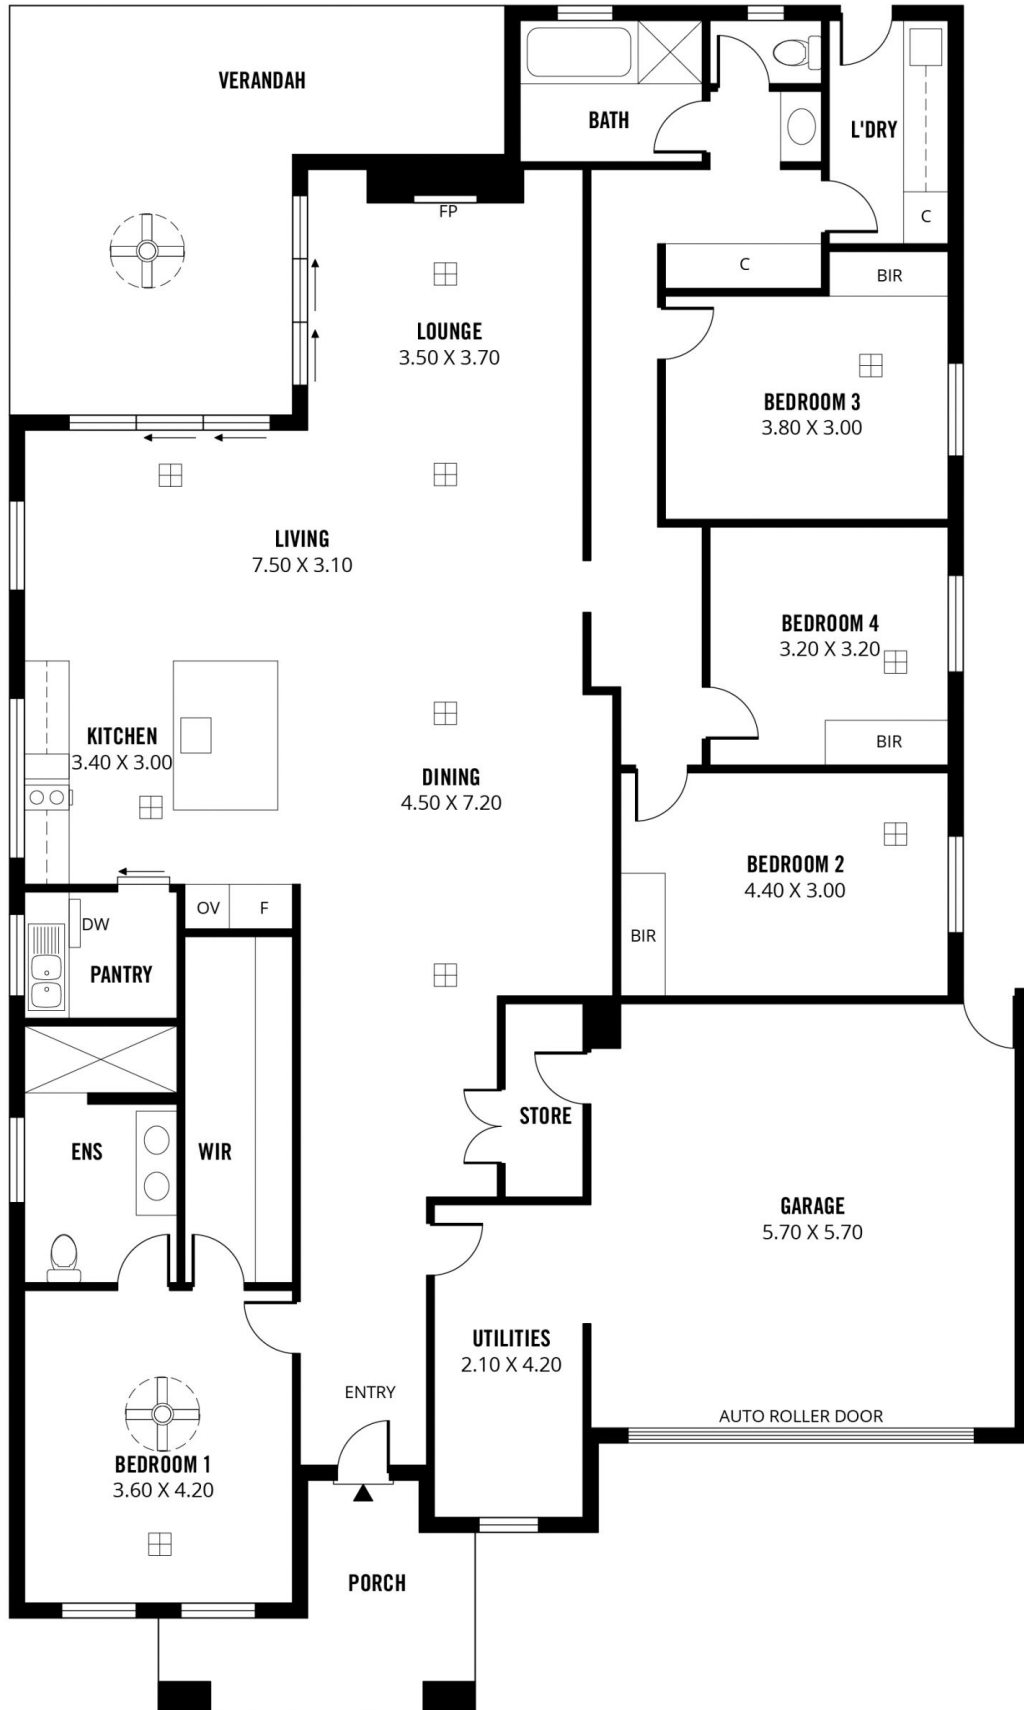 VERANDAH
BATH
L'DRY
C
FP
C
BIR
LOUNGE
3.50 X 3.70
BEDROOM 3
3.80 X 3.00
LIVING
7.50 X 3.10
BEDROOM 4
3.20 X 3.20
BIR
KITCHEN
3.40 X 3.00
DINING
4.50 X 7.20
BEDROOM 2
4.40 X 3.00
BIR
OV
F
DW
PANTRY
STORE
ENS
WIR
GARAGE
5.70 X 5.70
UTILITIES
2.10 X 4.20
ENTRY
AUTO ROLLER DOOR
BEDROOM 1
3.60 X 4.20
PORCH